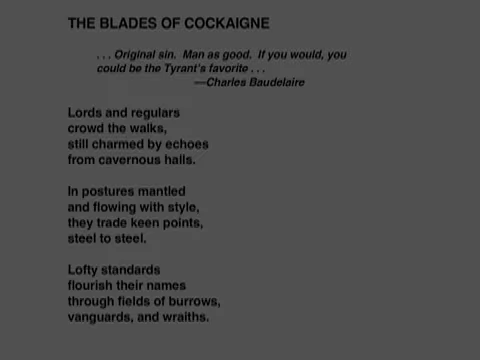 THE BLADES OF COCKAIGNE
. . . Original sin. Man as good. If you would, you
could be the Tyrant's favorite . . .
—Charles Baudelaire
Lords and regulars
crowd the walks,
still charmed by echoes
from cavernous halls.
In postures mantled
and flowing with style,
they trade keen points,
steel to steel.
Lofty standards
flourish their names
through fields of burrows,
vanguards, and wraiths.